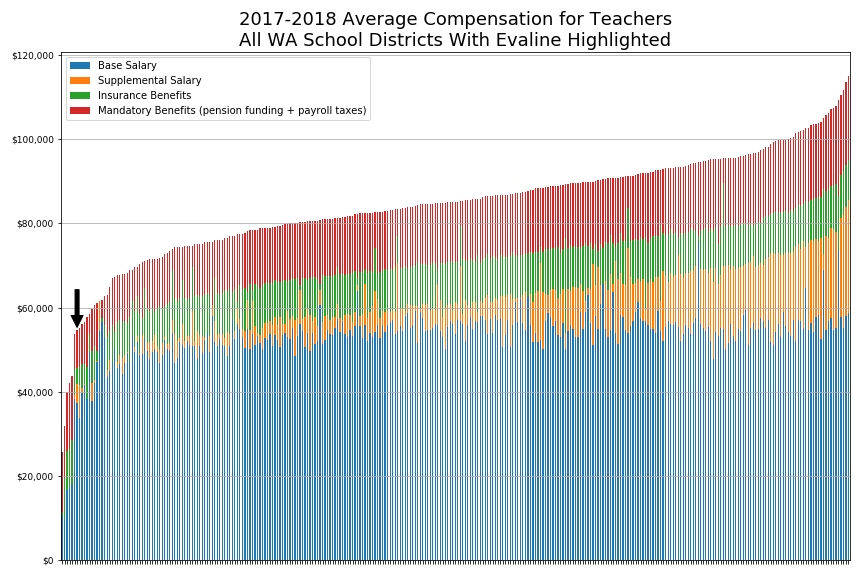 2017-2018 Average Compensation for Teachers
All WA School Districts With Evaline Highlighted
$120,000
$100,000
$80,000
$60,000
$40,000
$20,000
$0
Base Salary
Supplemental Salary
Insurance Benefits
Mandatory Benefits (pension funding + payroll taxes)